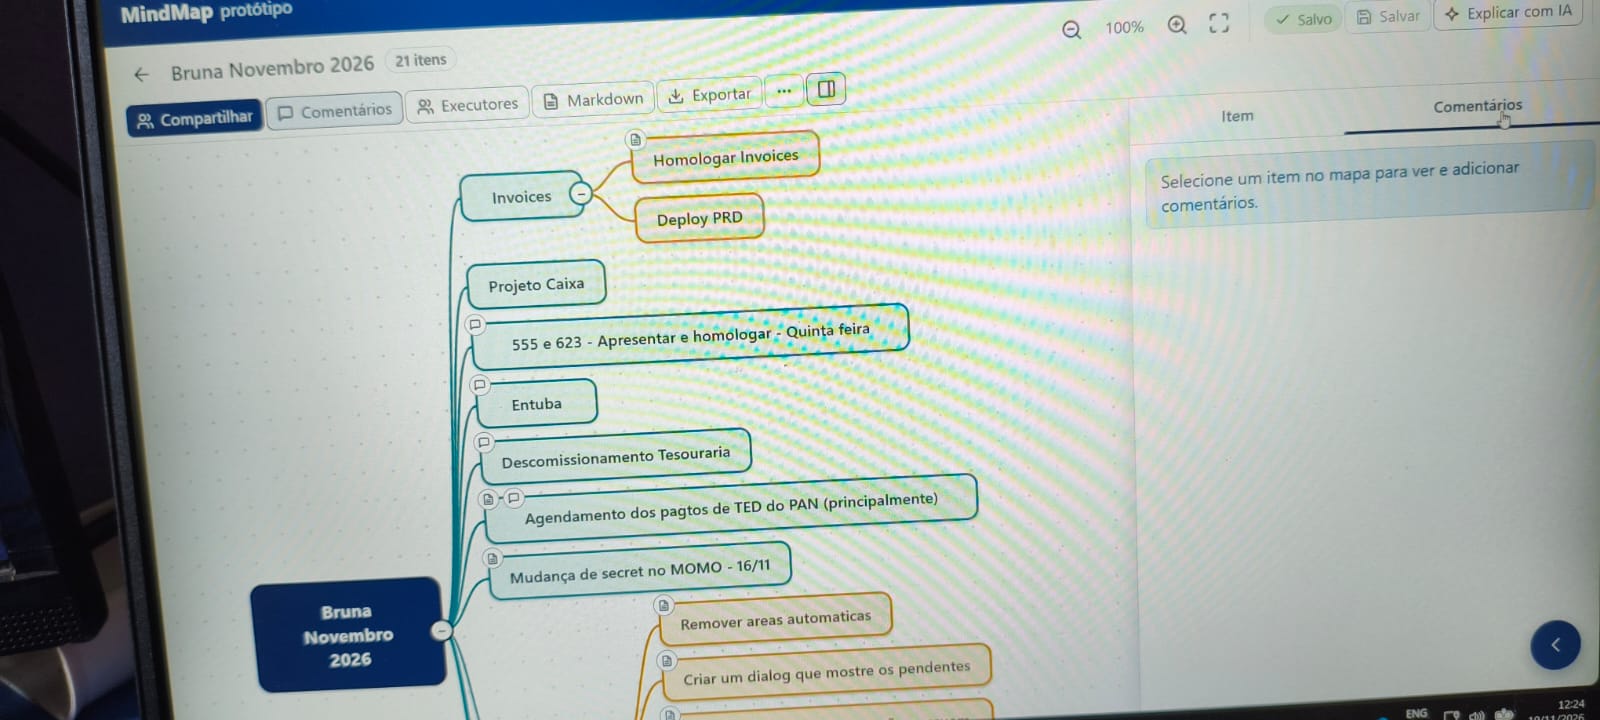 MindMap protótipo
100%
Salvo
Salvar
Explicar com IA
Bruna Novembro 2026
21 itens
Compartilhar
Comentários
Executores
Markdown
Exportar
Item
Comentários
Selecione um item no mapa para ver e adicionar
comentários.
Invoices
Homologar Invoices
Deploy PRD
Projeto Caixa
555 e 623 - Apresentar e homologar - Quinta feira
Entuba
Descomissionamento Tesouraria
Agendamento dos pagtos de TED do PAN (principalmente)
Mudança de secret no MOMO - 16/11
Bruna
Novembro
2026
Remover areas automaticas
Criar um dialog que mostre os pendentes
ENG
12:24